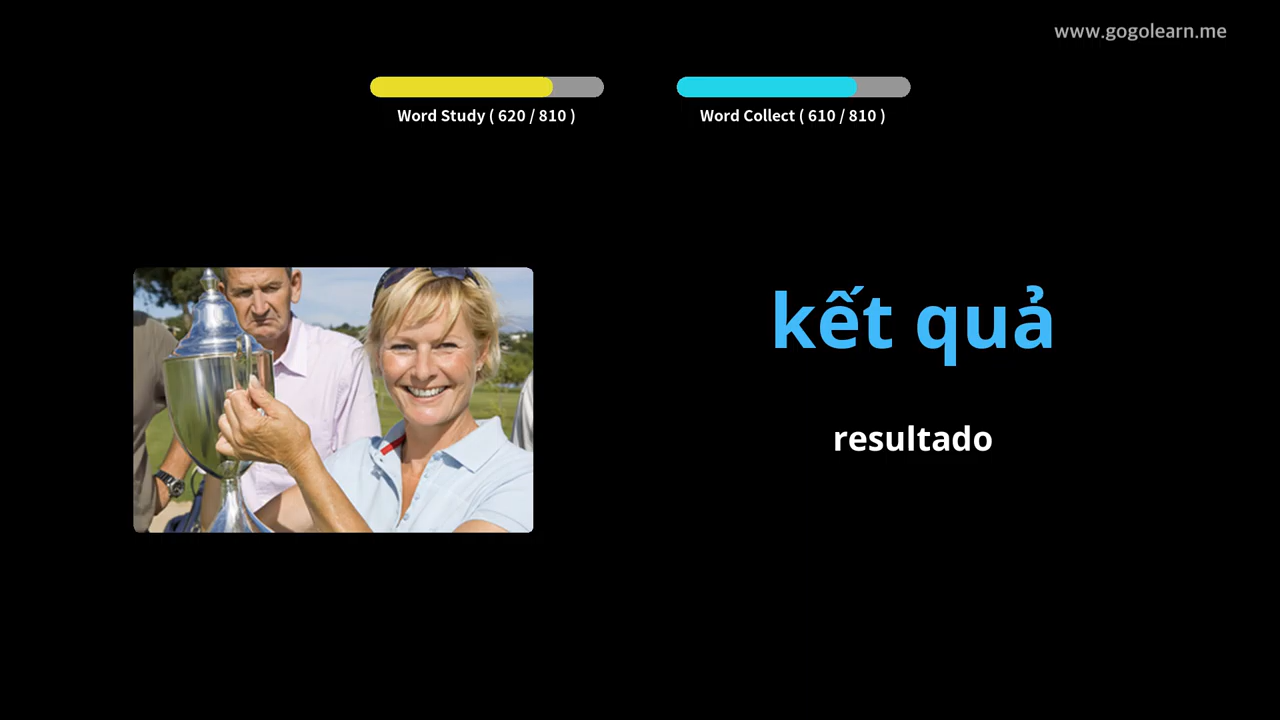 www.gogolearn.me
Word Study ( 620 / 810 )
Word Collect ( 610 / 810 )
kết quả
resultado